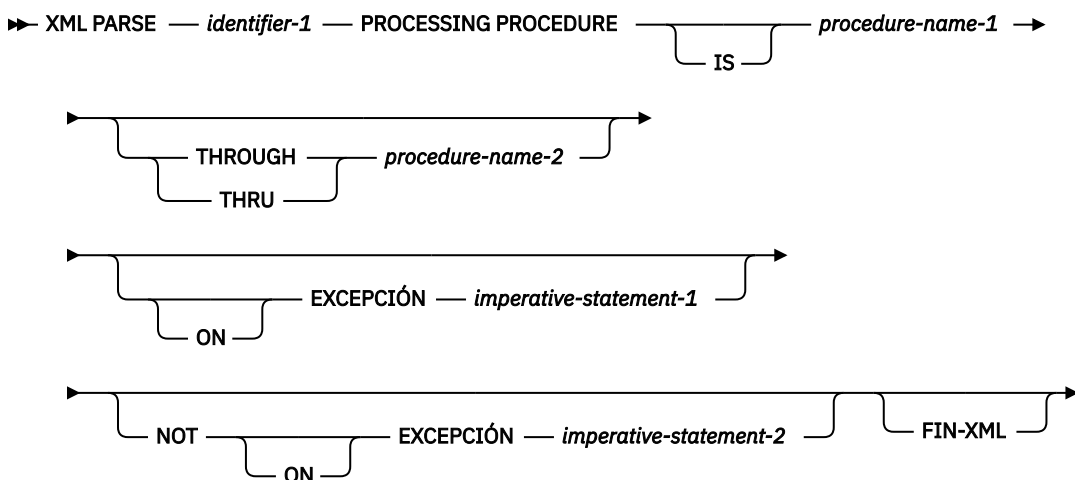 XML PARSE identifier-1 PROCESSING PROCEDURE procedure-name-1
IS
THROUGH procedure-name-2
THRU
EXCEPCIÓN imperative-statement-1
ON
NOT EXCEPCIÓN imperative-statement-2 FIN-XML
ON